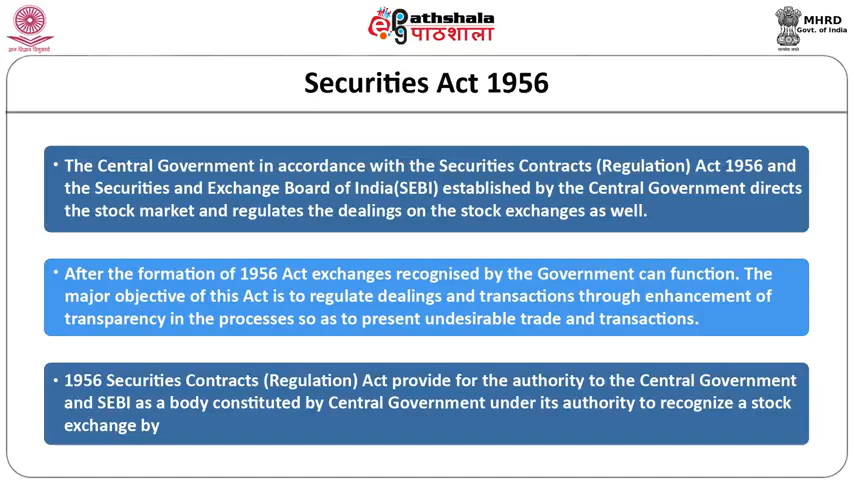 ज्ञान-विज्ञान विमुक्तये
Pathshala
पाठशाला
MHRD
Govt. of India
सत्यमेव जयते
Securities Act 1956
• The Central Government in accordance with the Securities Contracts (Regulation) Act 1956 and
the Securities and Exchange Board of India(SEBI) established by the Central Government directs
the stock market and regulates the dealings on the stock exchanges as well.
• After the formation of 1956 Act exchanges recognised by the Government can function. The
major objective of this Act is to regulate dealings and transactions through enhancement of
transparency in the processes so as to present undesirable trade and transactions.
• 1956 Securities Contracts (Regulation) Act provide for the authority to the Central Government
and SEBI as a body constituted by Central Government under its authority to recognize a stock
exchange by